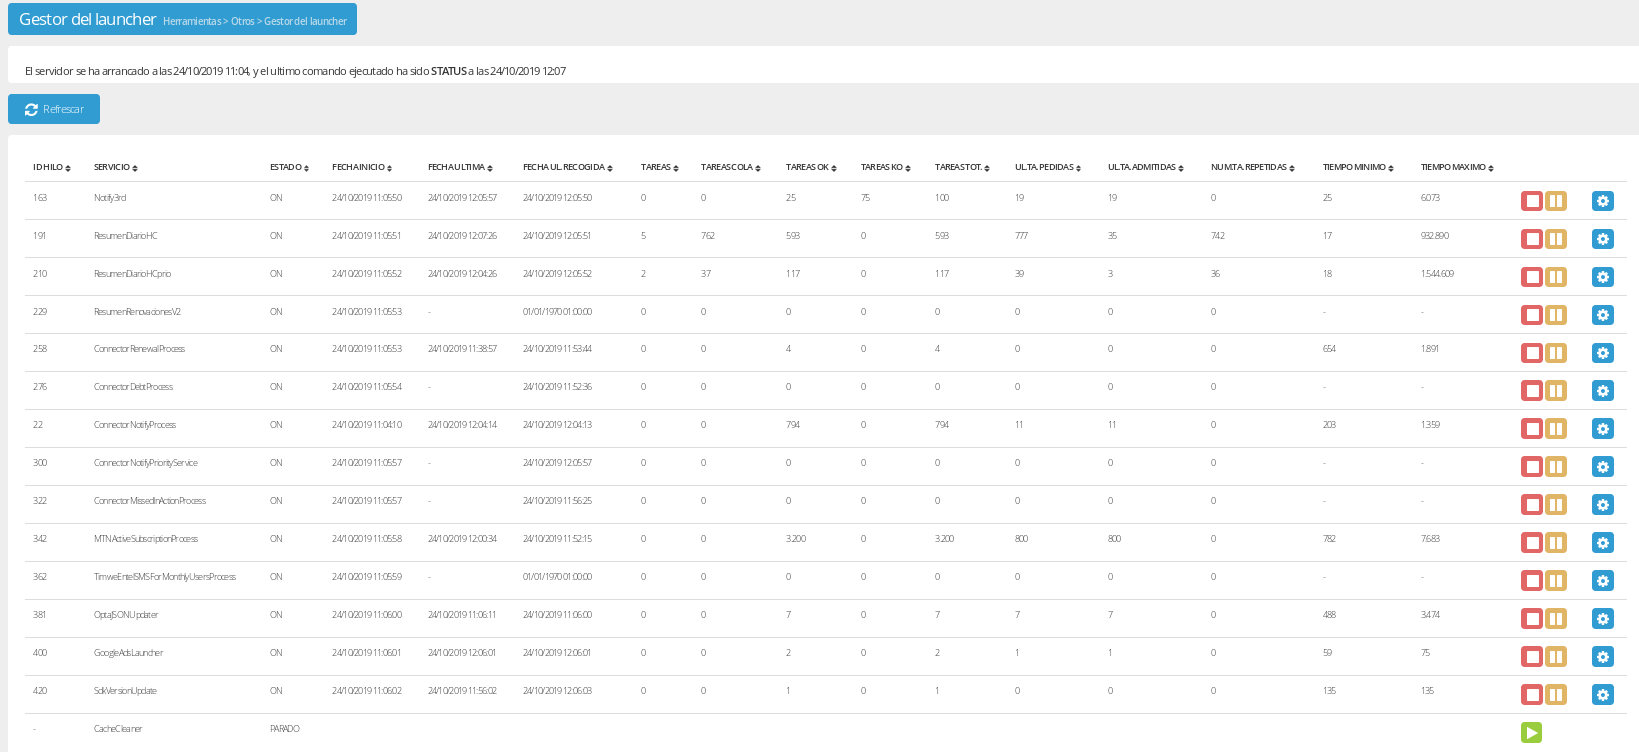 Gestor del launcher Herramientas > Otros > Gestor del launcher
El servidor se ha arrancado a las 24/10/2019 11:04, y el ultimo comando ejecutado ha sido STATUS a las 24/10/2019 12:07
Refrescar
ID HILO SERVICIO ESTADO FECHA INICIO FECHA ULTIMA FECHA UL. RECOGIDA TAREAS TAREAS COLA TAREAS OK TAREAS KO TAREAS TOT. UL.TA. PEDIDAS UL.TA. ADMITIDAS NUM.TA. REPETIDAS TIEMPO MINIMO TIEMPO MAXIMO
163 Notify3rd ON 24/10/2019 11:05:50 24/10/2019 12:05:57 24/10/2019 12:05:50 0 0 25 75 100 19 19 0 25 6.073
191 ResumenDiarioHC ON 24/10/2019 11:05:51 24/10/2019 12:07:26 24/10/2019 12:05:51 5 762 593 0 593 777 35 742 17 932.890
210 ResumenDiarioHCprio ON 24/10/2019 11:05:52 24/10/2019 12:04:26 24/10/2019 12:05:52 2 37 117 0 117 39 3 36 18 1.544.609
229 ResumenRenovacionesV2 ON 24/10/2019 11:05:53 - 01/01/1970 01:00:00 0 0 0 0 0 0 0 0 - -
258 ConnectorRenewalProcess ON 24/10/2019 11:05:53 24/10/2019 11:38:57 24/10/2019 11:53:44 0 0 4 0 4 0 0 0 654 1.891
276 ConnectorDebtProcess ON 24/10/2019 11:05:54 - 24/10/2019 11:52:36 0 0 0 0 0 0 0 0 - -
22 ConnectorNotifyProcess ON 24/10/2019 11:04:10 24/10/2019 12:04:14 24/10/2019 12:04:13 0 0 794 0 794 11 11 0 203 1.359
300 ConnectorNotifyPriorityService ON 24/10/2019 11:05:57 - 24/10/2019 12:05:57 0 0 0 0 0 0 0 0 - -
322 ConnectorMissedInActionProcess ON 24/10/2019 11:05:57 - 24/10/2019 11:56:25 0 0 0 0 0 0 0 0 - -
342 MTNActiveSubscriptionProcess ON 24/10/2019 11:05:58 24/10/2019 12:00:34 24/10/2019 11:52:15 0 0 3.200 0 3.200 800 800 0 782 7.683
362 TimweEntelSMSForMonthlyUsersProcess ON 24/10/2019 11:05:59 - 01/01/1970 01:00:00 0 0 0 0 0 0 0 0 - -
381 OptaJSONUpdater ON 24/10/2019 11:06:00 24/10/2019 11:06:11 24/10/2019 11:06:00 0 0 7 0 7 7 7 0 488 3.474
400 GoogleAdsLauncher ON 24/10/2019 11:06:01 24/10/2019 12:06:01 24/10/2019 12:06:01 0 0 2 0 2 1 1 0 59 75
420 SdkVersionUpdate ON 24/10/2019 11:06:02 24/10/2019 11:56:02 24/10/2019 12:06:03 0 0 1 0 1 0 0 0 135 135
- CacheCleaner PARADO